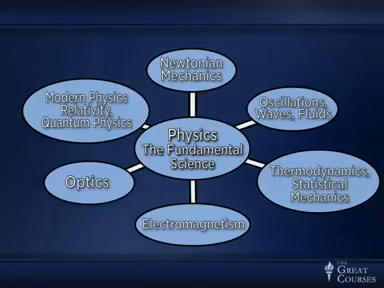 Newtonian
Mechanics
Modern Physics
Relativity,
Quantum Physics
Oscillations,
Waves, Fluids
Physics
The Fundamental
Science
Optics
Thermodynamics,
Statistical
Mechanics
Electromagnetism
THE
GREAT
COURSES